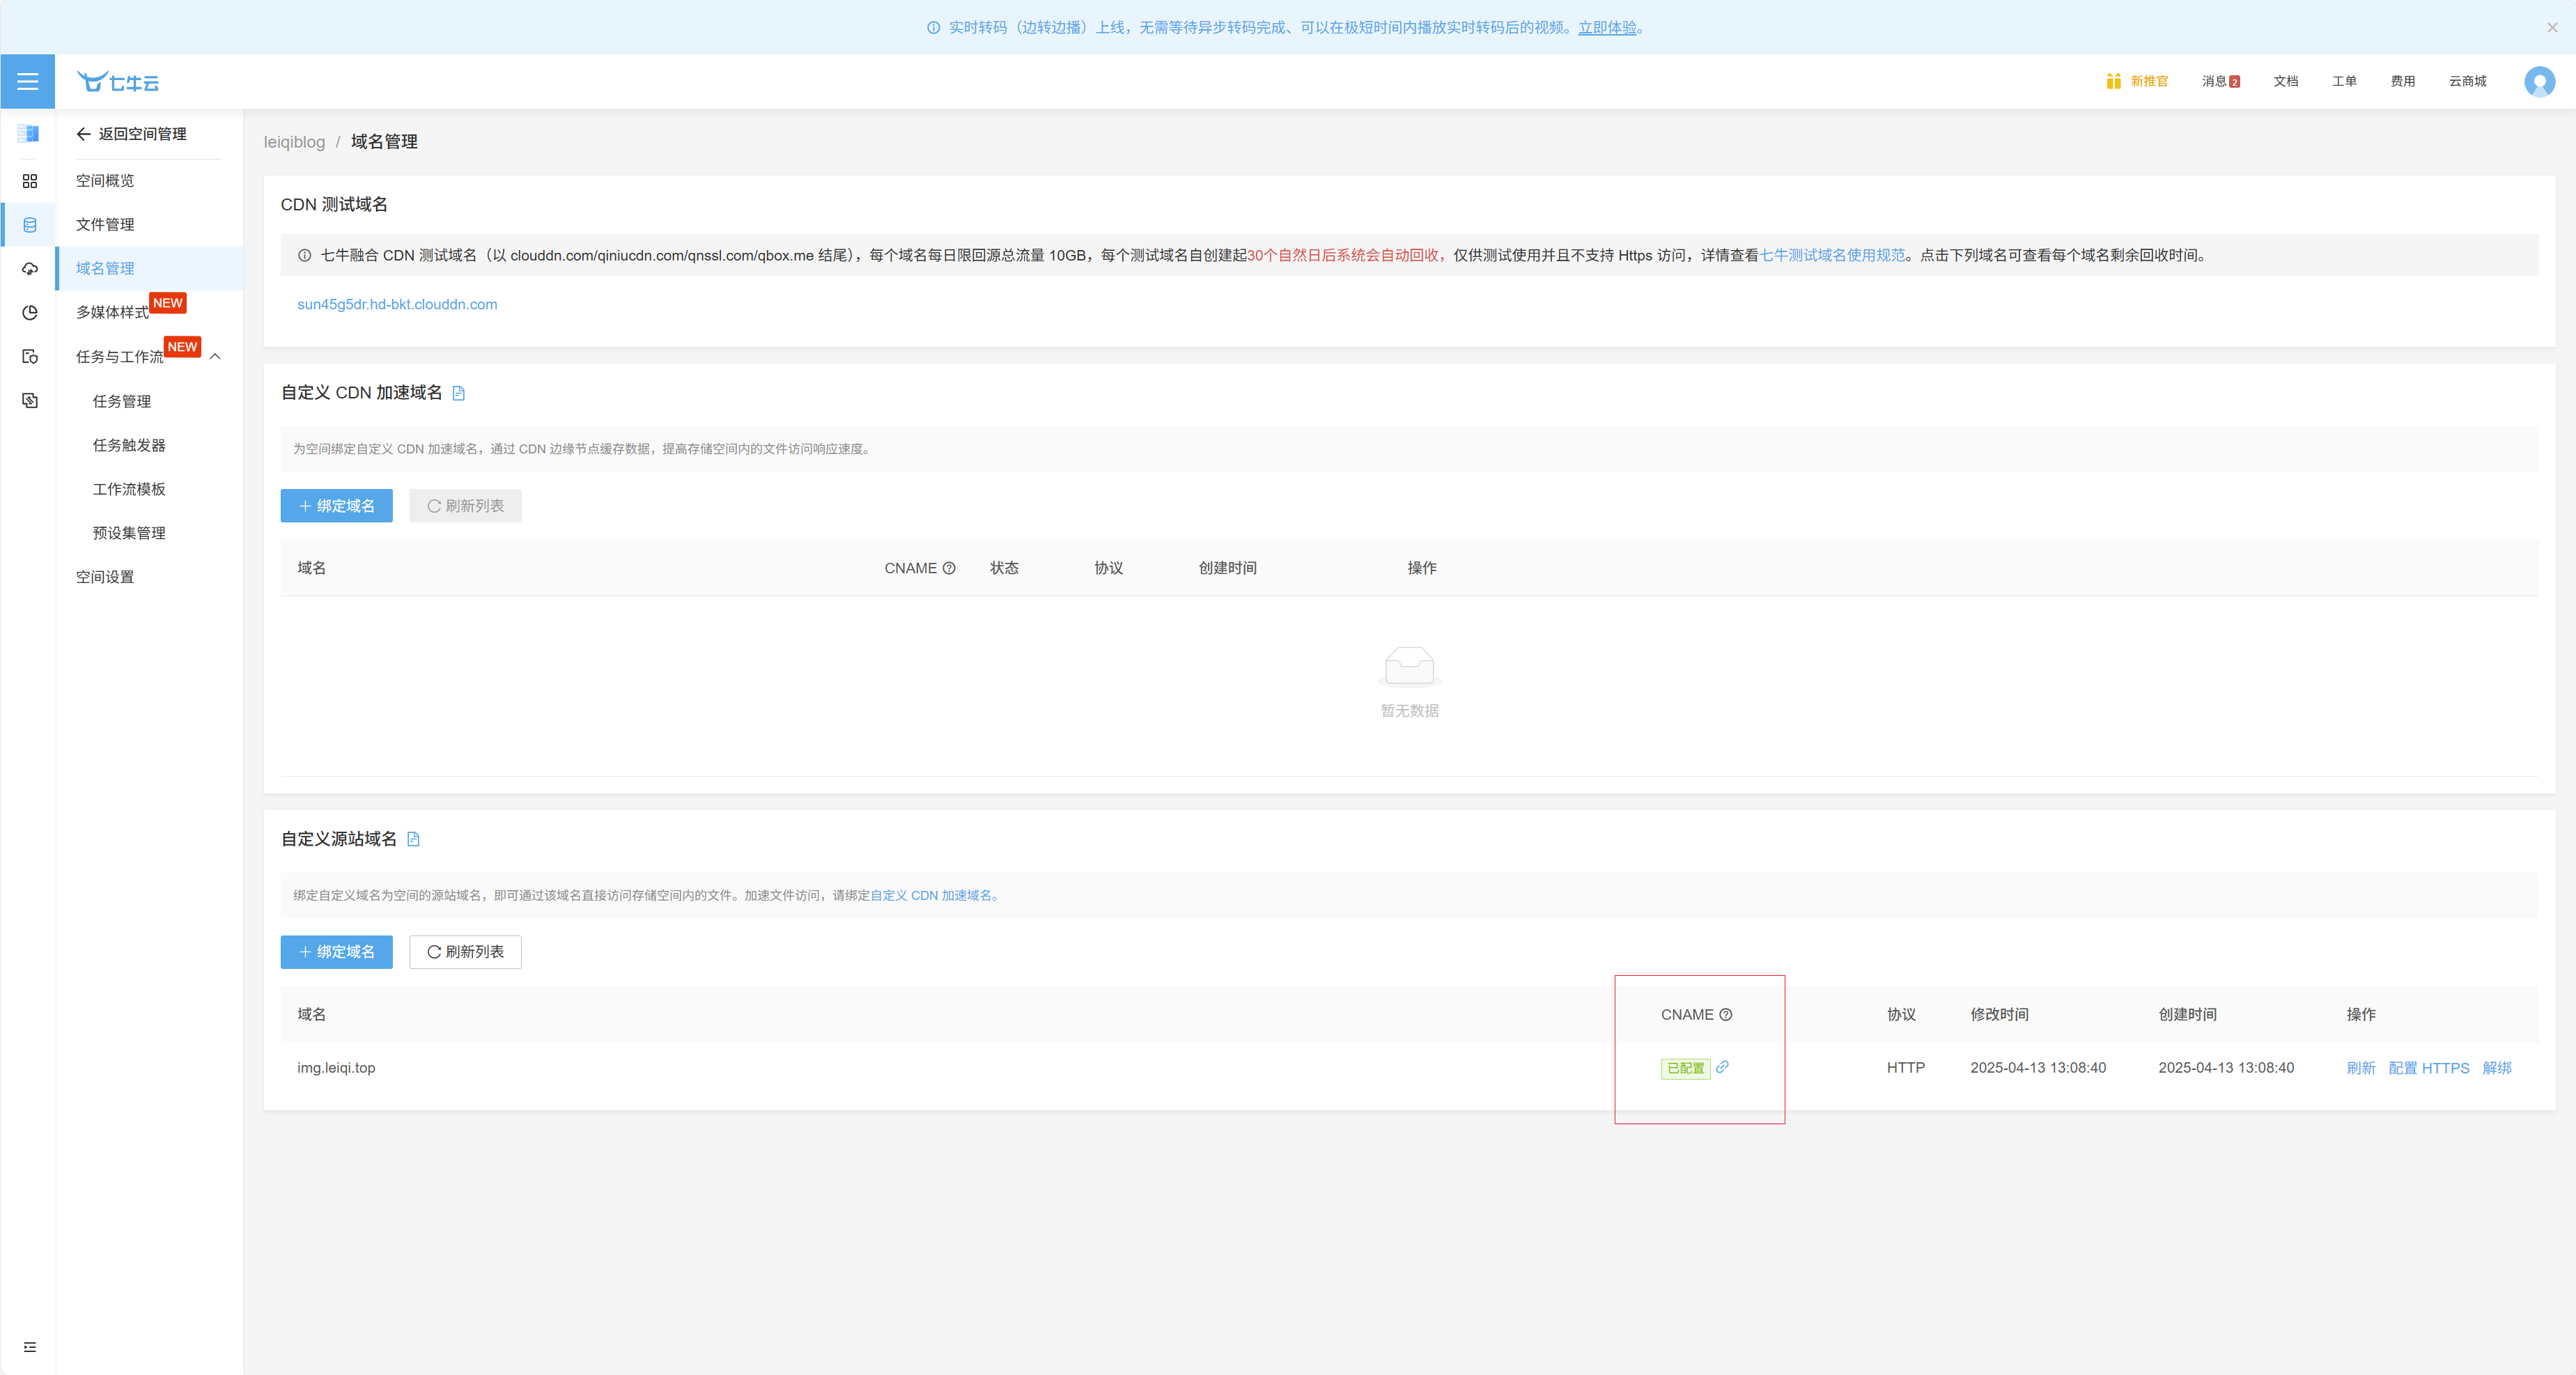 实时转码（边转边播）上线，无需等待异步转码完成、可以在极短时间内播放实时转码后的视频。立即体验。
七牛云
新推官
消息 2
文档
工单
费用
云商城
返回空间管理
空间概览
文件管理
域名管理
多媒体样式 NEW
任务与工作流 NEW
任务管理
任务触发器
工作流模板
预设集管理
空间设置
leiqiblog / 域名管理
CDN 测试域名
七牛融合 CDN 测试域名（以 clouddn.com/qiniucdn.com/qnssl.com/qbox.me 结尾），每个域名每日限回源总流量 10GB，每个测试域名自创建起30个自然日后系统会自动回收，仅供测试使用并且不支持 Https 访问，详情查看七牛测试域名使用规范。点击下列域名可查看每个域名剩余回收时间。
sun45g5dr.hd-bkt.clouddn.com
自定义 CDN 加速域名
为空间绑定自定义 CDN 加速域名，通过 CDN 边缘节点缓存数据，提高存储空间内的文件访问响应速度。
绑定域名 刷新列表
域名 CNAME 状态 协议 创建时间 操作
暂无数据
自定义源站域名
绑定自定义域名为空间的源站域名，即可通过该域名直接访问存储空间内的文件。加速文件访问，请绑定自定义 CDN 加速域名。
绑定域名 刷新列表
域名 CNAME 协议 修改时间 创建时间 操作
img.leiqi.top 已配置 HTTP 2025-04-13 13:08:40 2025-04-13 13:08:40 刷新 配置 HTTPS 解绑